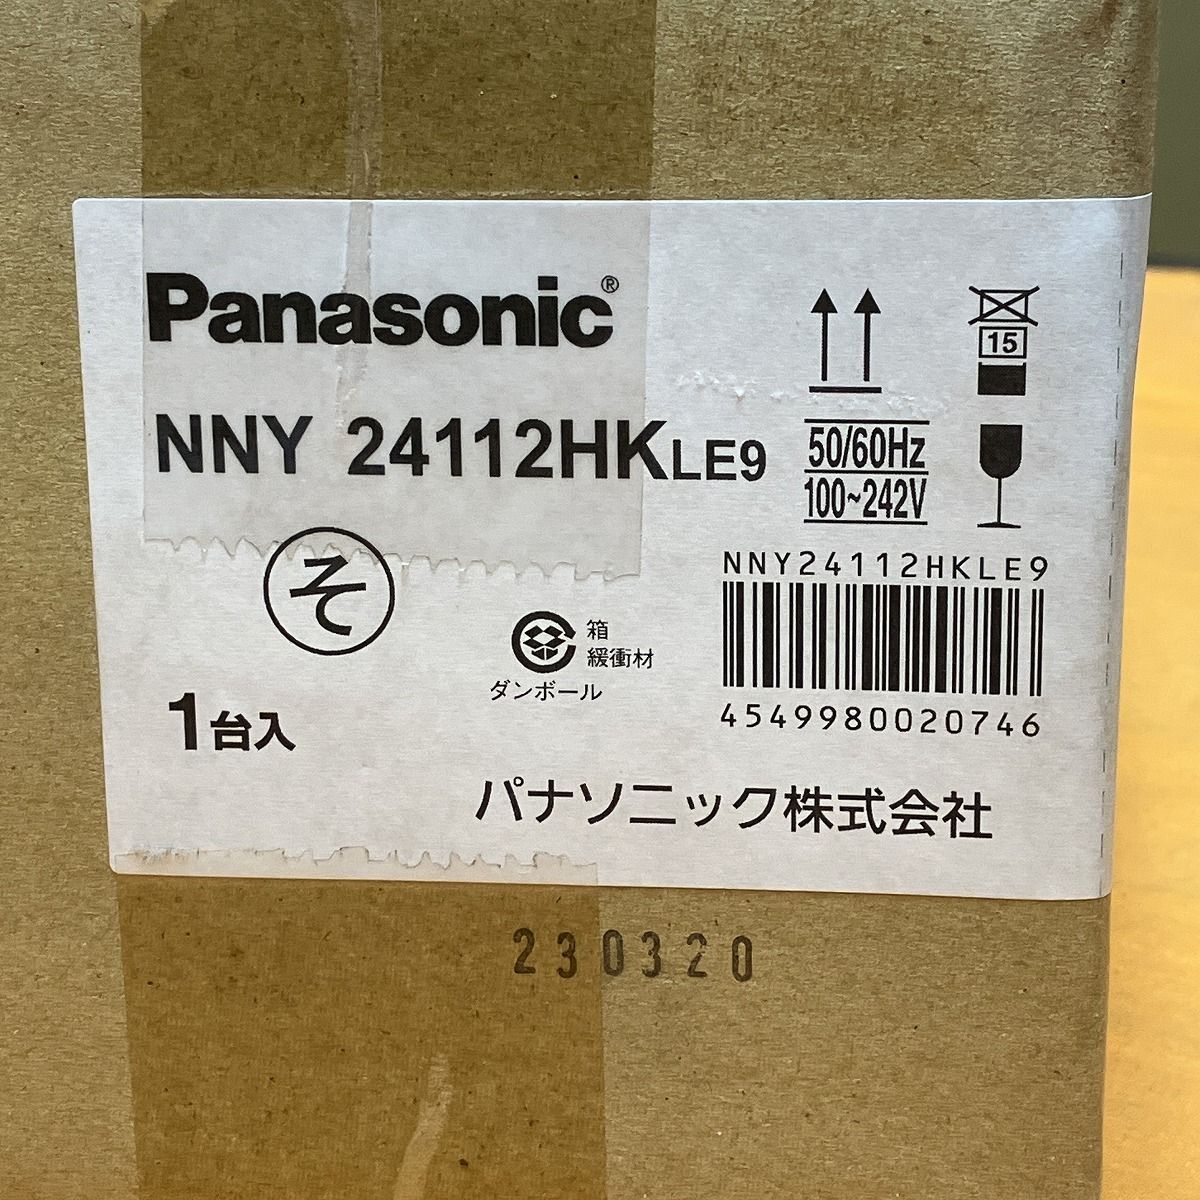 Panasonic®
NNY 24112HKLE9
15
50/60Hz
100~242V
そ
NNY24112HKLE9
箱
緩衝材
ダンボール
4549980020746
1台入
パナソニック株式会社
230320